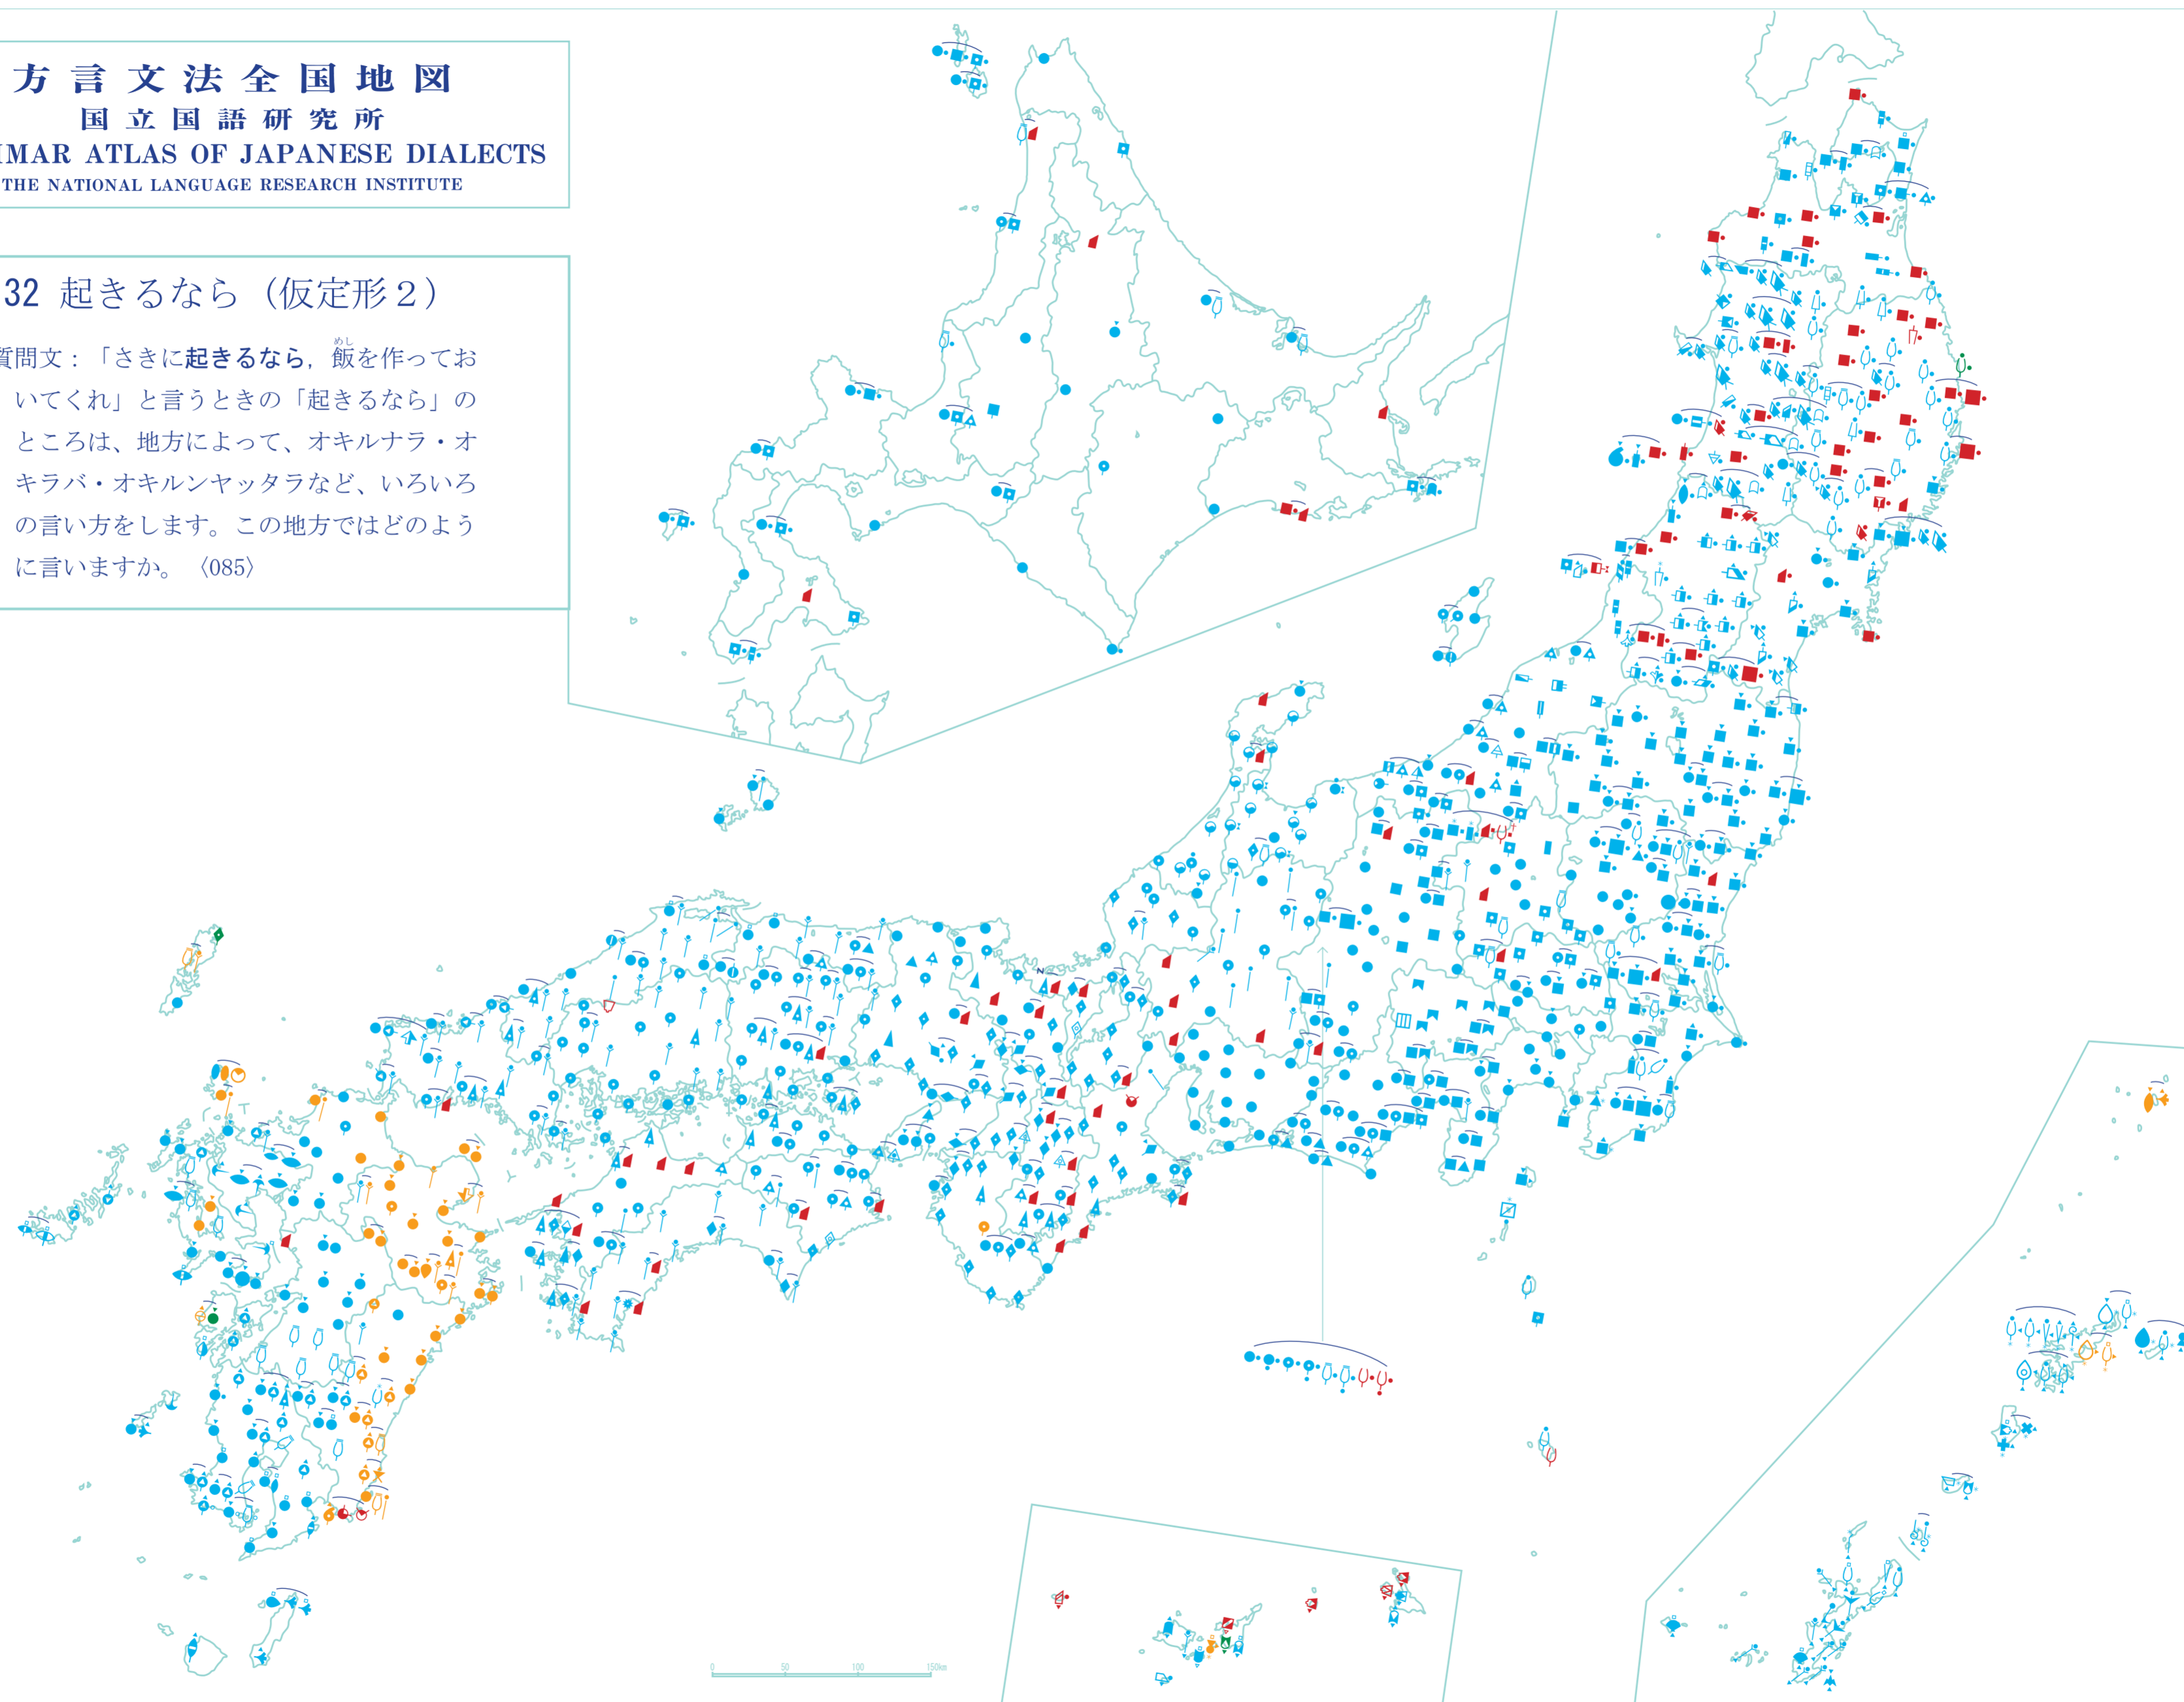 方言文法全国地図
国立国語研究所
MAR ATLAS OF JAPANESE DIALECTS
THE NATIONAL LANGUAGE RESEARCH INSTITUTE
32 起きるなら（仮定形２）
質問文：「さきに起きるなら，飯を作ってお
めし
いてくれ」と言うときの「起きるなら」の
ところは、地方によって、オキルナラ・オ
キラバ・オキルンヤッタラなど、いろいろ
の言い方をします。この地方ではどのよう
に言いますか。〈085〉
0 50 100 150km